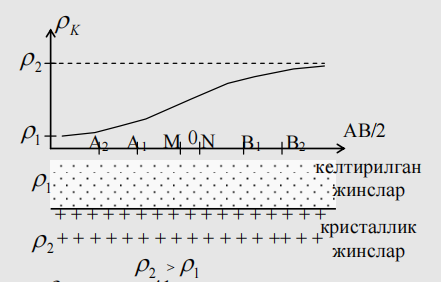 ρK
ρ2
ρ1
A2 A1 M 0 N B1 B2
AB/2
ρ1
келтирилган
жинслар
ρ2
кристаллик
жинслар
ρ2 > ρ1